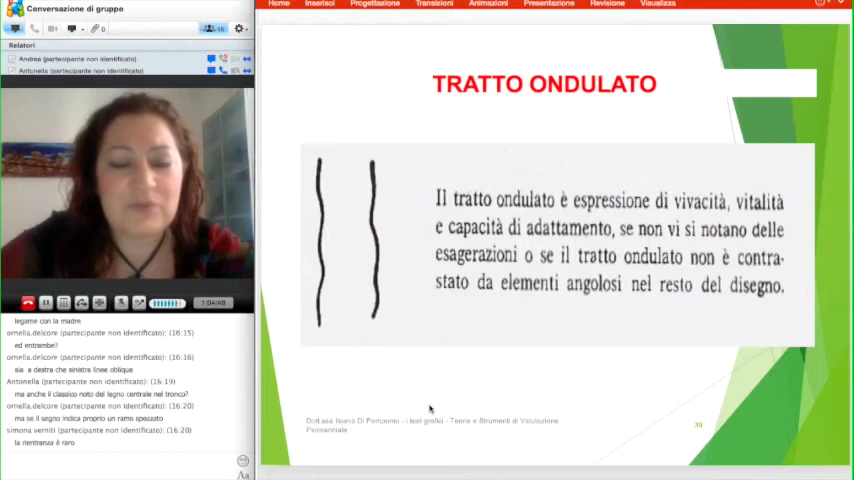 Conversazione di gruppo
0
15
Relatori
Andrea (partecipante non identificato)
Antonella (partecipante non identificato)
1:04:48
legame con la madre
ornella.delcore (partecipante non identificato): (16:15)
ed entrambe?
ornella.delcore (partecipante non identificato): (16:16)
sia a destra che sinistra linee oblique
Antonella (partecipante non identificato): (16:19)
ma anche il classico noto del legno centrale nel tronco?
ornella.delcore (partecipante non identificato): (16:20)
ma se il segno indica proprio un ramo spezzato
simona verniti (partecipante non identificato): (16:20)
la rientranza è raro
Aa
Home Inserisci Progettazione Transizioni Animazioni Presentazione Revisione Visualizza
TRATTO ONDULATO
Il tratto ondulato è espressione di vivacità, vitalità
e capacità di adattamento, se non vi si notano delle
esagerazioni o se il tratto ondulato non è contra-
stato da elementi angolosi nel resto del disegno.
Dott.ssa Ileana Di Pomponio - I test grafici - Teorie e Strumenti di Valutazione
Psicosociale
39